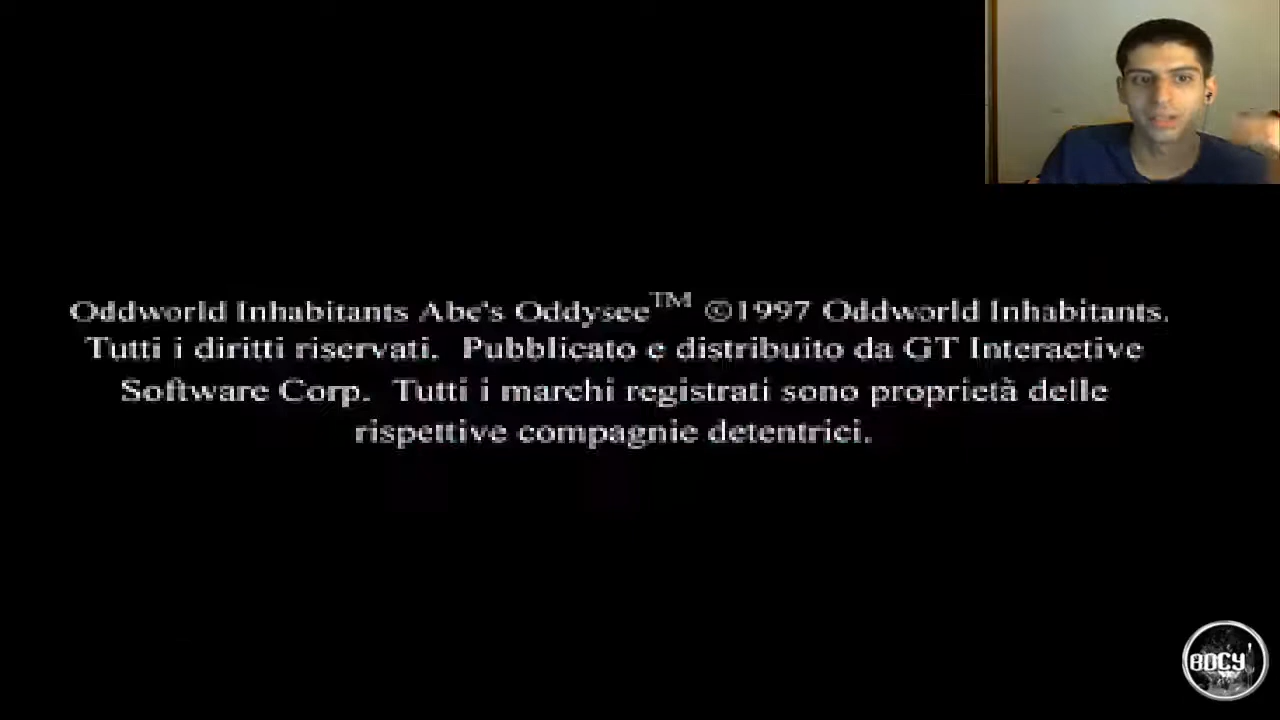 Oddworld Inhabitants Abe's Oddysee™ ©1997 Oddworld Inhabitants.
Tutti i diritti riservati. Pubblicato e distribuito da GT Interactive
Software Corp. Tutti i marchi registrati sono proprietà delle
rispettive compagnie detentrici.